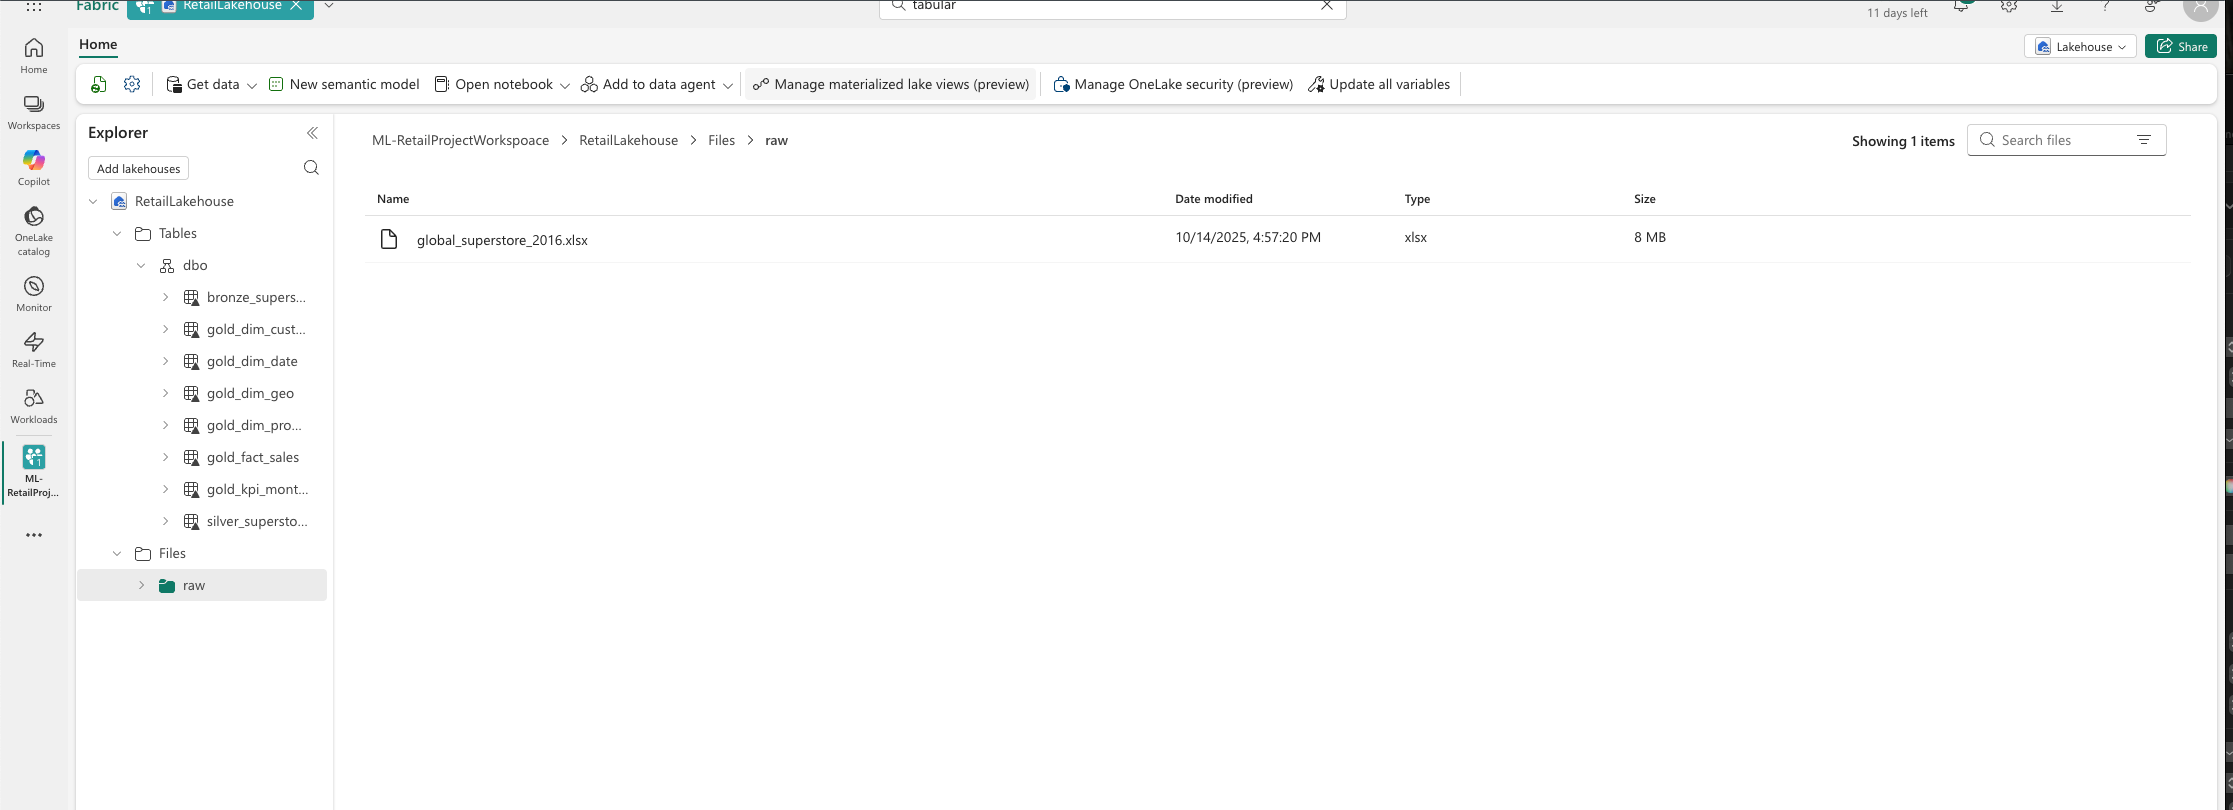 Fabric
RetailLakehouse
tabular
11 days left
Home
Lakehouse
Share
Get data
New semantic model
Open notebook
Add to data agent
Manage materialized lake views (preview)
Manage OneLake security (preview)
Update all variables
Home
Workspaces
Copilot
OneLake
catalog
Monitor
Real-Time
Workloads
ML-
RetailProj...
Explorer
Add lakehouses
RetailLakehouse
Tables
dbo
bronze_supers...
gold_dim_cust...
gold_dim_date
gold_dim_geo
gold_dim_pro...
gold_fact_sales
gold_kpi_mont...
silver_supersto...
Files
raw
ML-RetailProjectWorkspoace > RetailLakehouse > Files > raw
Showing 1 items
Search files
Name Date modified Type Size
global_superstore_2016.xlsx 10/14/2025, 4:57:20 PM xlsx 8 MB